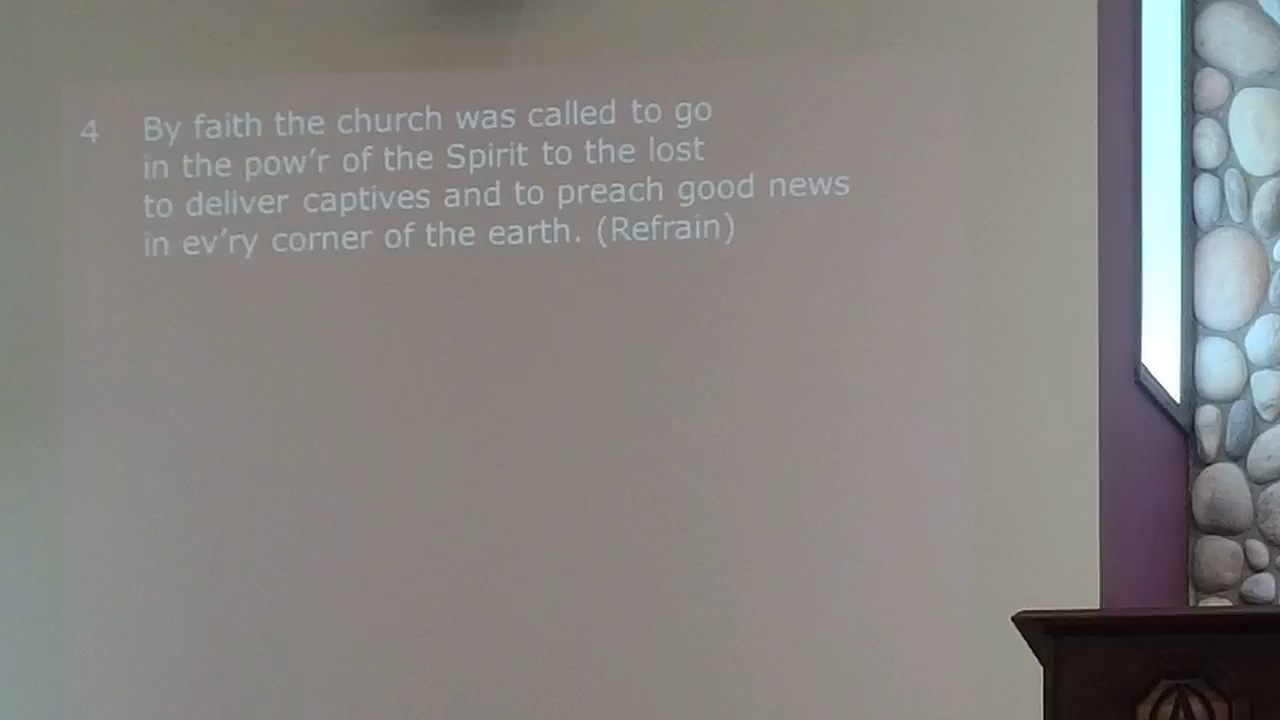 4 By faith the church was called to go
in the pow'r of the Spirit to the lost
to deliver captives and to preach good news
in ev'ry corner of the earth. (Refrain)